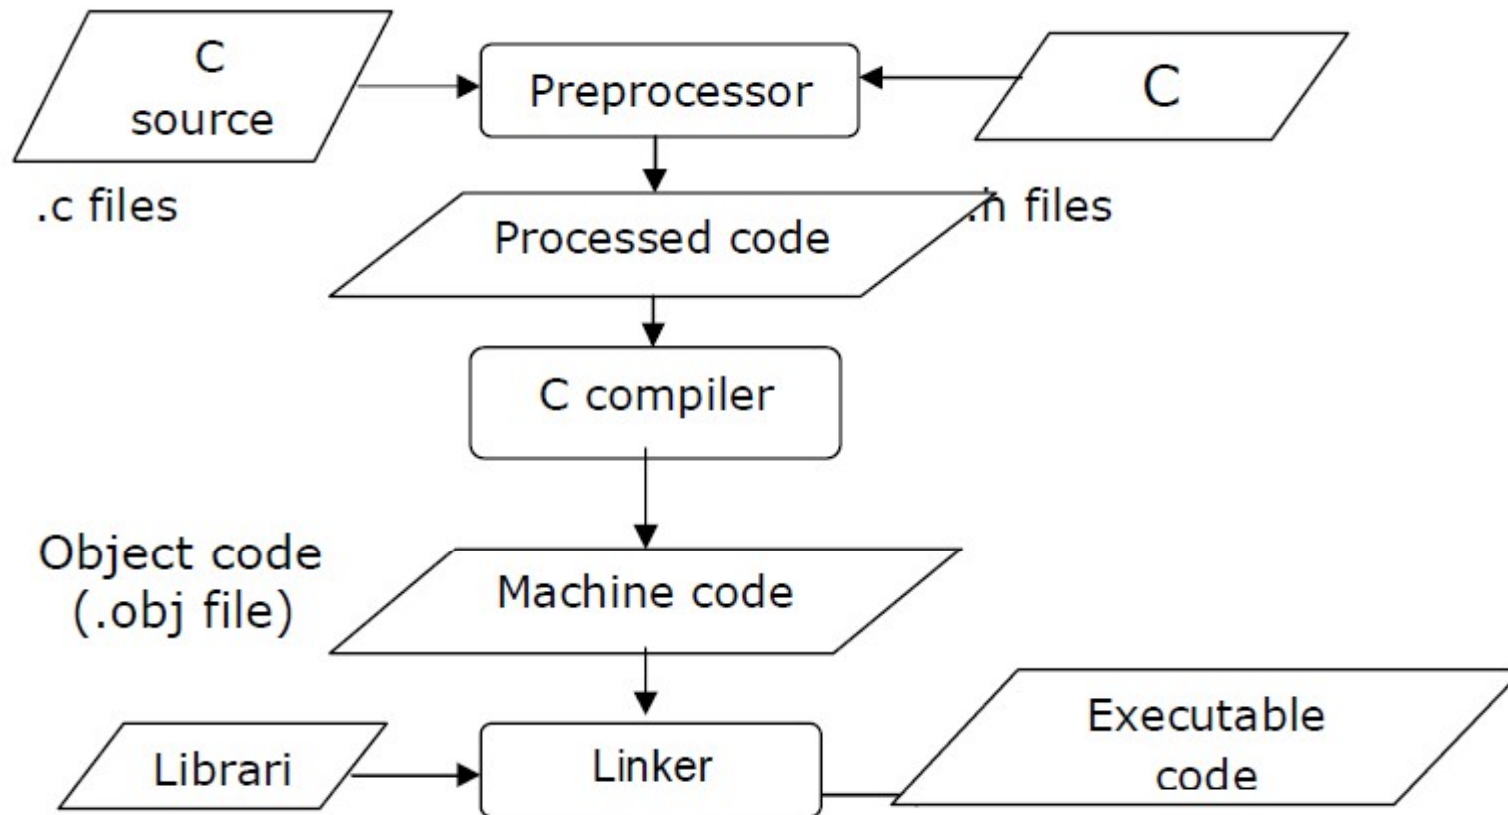 C
source
Preprocessor
C
.c files
.h files
Processed code
C compiler
Object code
(.obj file)
Machine code
Librari
Linker
Executable
code